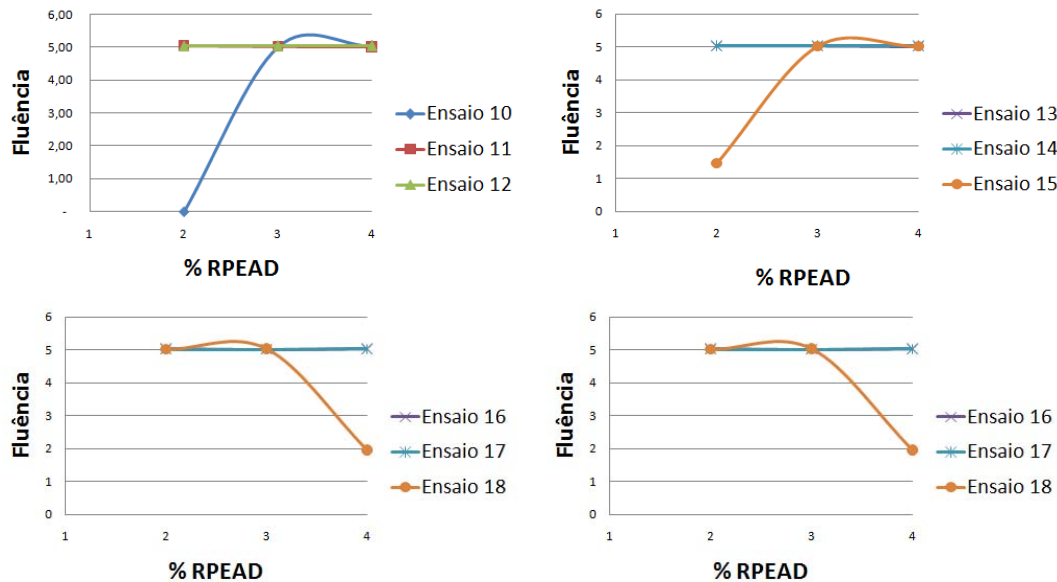 6,00
5,00
4,00
3,00
2,00
1,00
-
Fluência
1 2 3 4
% RPEAD
Ensaio 10
Ensaio 11
Ensaio 12
6
5
4
3
2
1
0
Fluência
1 2 3 4
% RPEAD
Ensaio 13
Ensaio 14
Ensaio 15
6
5
4
3
2
1
0
Fluência
1 2 3 4
% RPEAD
Ensaio 16
Ensaio 17
Ensaio 18
6
5
4
3
2
1
0
Fluência
1 2 3 4
% RPEAD
Ensaio 16
Ensaio 17
Ensaio 18